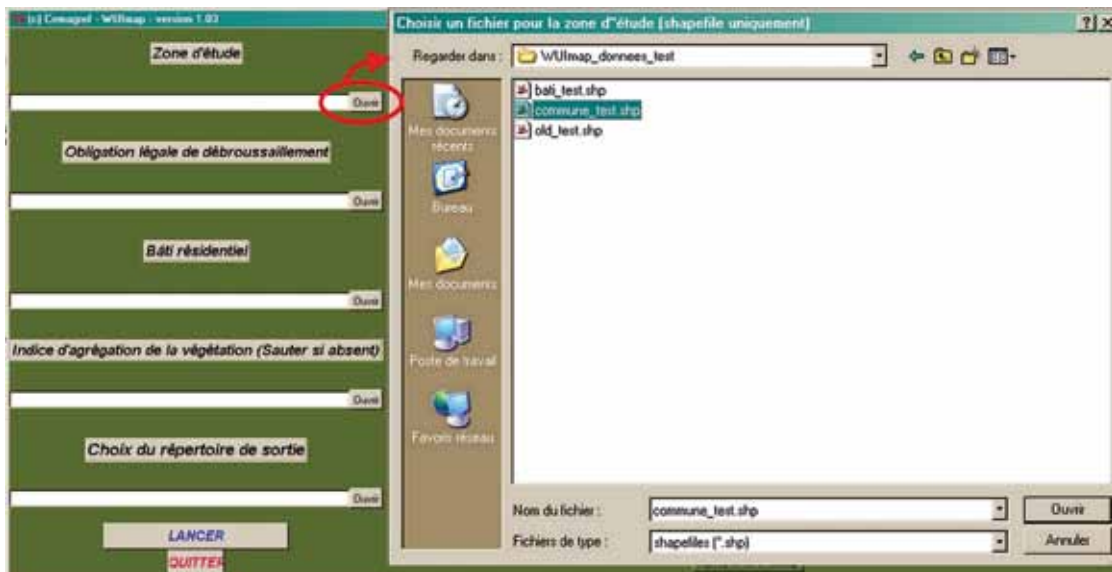 (c) Cemagref - WUImap - version 1.03
Zone d'étude
Ouvrir
Obligation légale de débroussaillement
Ouvrir
Bâti résidentiel
Ouvrir
Indice d'agrégation de la végétation (Sauter si absent)
Ouvrir
Choix du répertoire de sortie
Ouvrir
LANCER
QUITTER
Choisir un fichier pour la zone d"étude (shapefile uniquement)
Regarder dans :
WUImap_donnees_test
Mes documents récents
Bureau
Mes documents
Poste de travail
Favoris réseau
bati_test.shp
commune_test.shp
old_test.shp
Nom du fichier :
commune_test.shp
Ouvrir
Fichiers de type :
shapefiles (*.shp)
Annuler